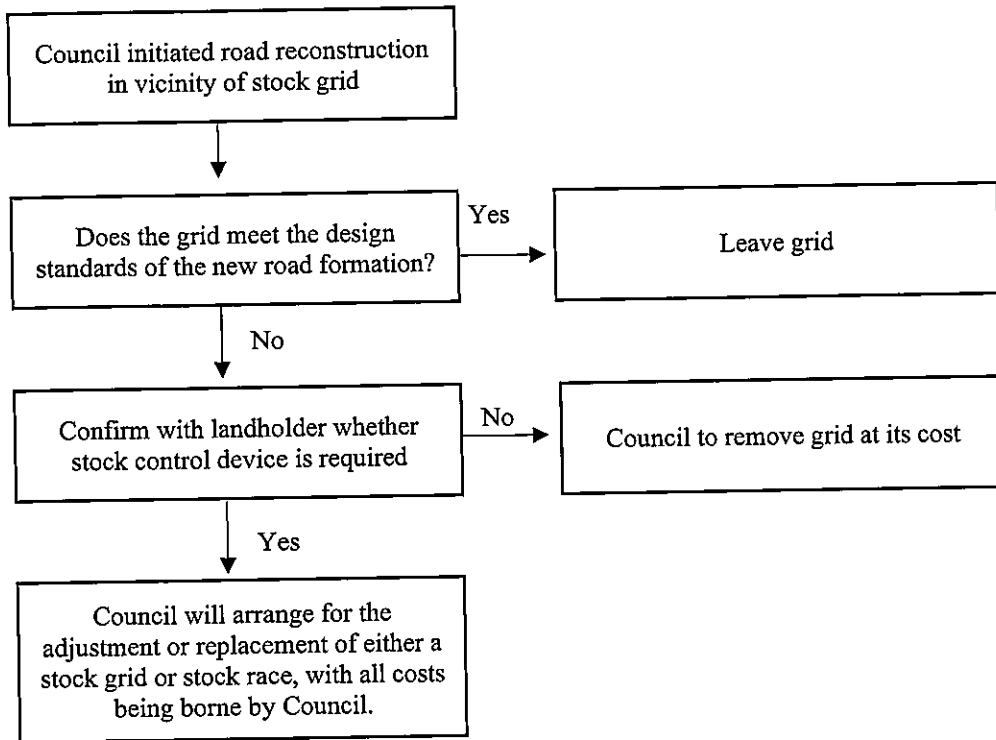 Council initiated road reconstruction
in vicinity of stock grid
Does the grid meet the design
standards of the new road formation?
Yes
Leave grid
No
Confirm with landholder whether
stock control device is required
No
Council to remove grid at its cost
Yes
Council will arrange for the
adjustment or replacement of either a
stock grid or stock race, with all costs
being borne by Council.